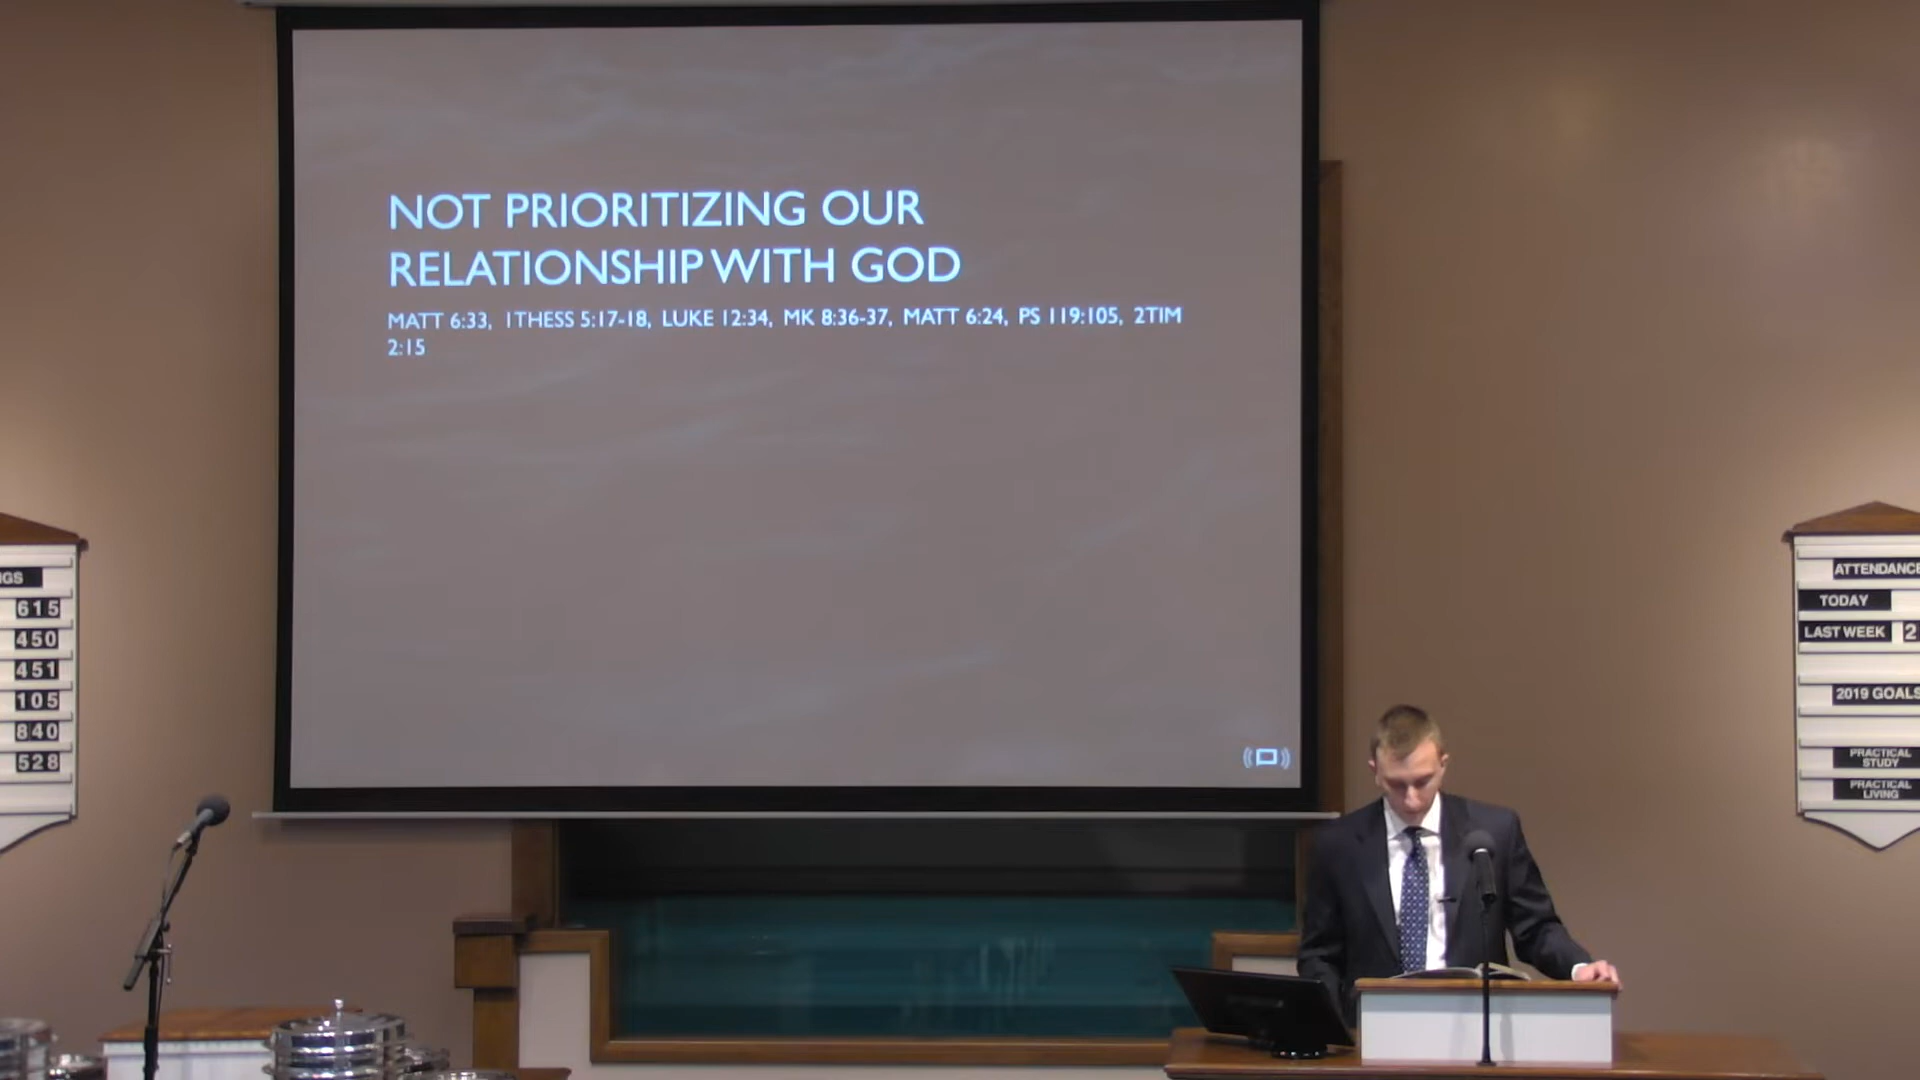 NOT PRIORITIZING OUR
RELATIONSHIP WITH GOD
MATT 6:33, 1THESS 5:17-18, LUKE 12:34, MK 8:36-37, MATT 6:24, PS 119:105, 2TIM
2:15
GS
615
450
451
105
840
528
ATTENDANCE
TODAY
LAST WEEK 2
2019 GOALS
PRACTICAL
STUDY
PRACTICAL
LIVING